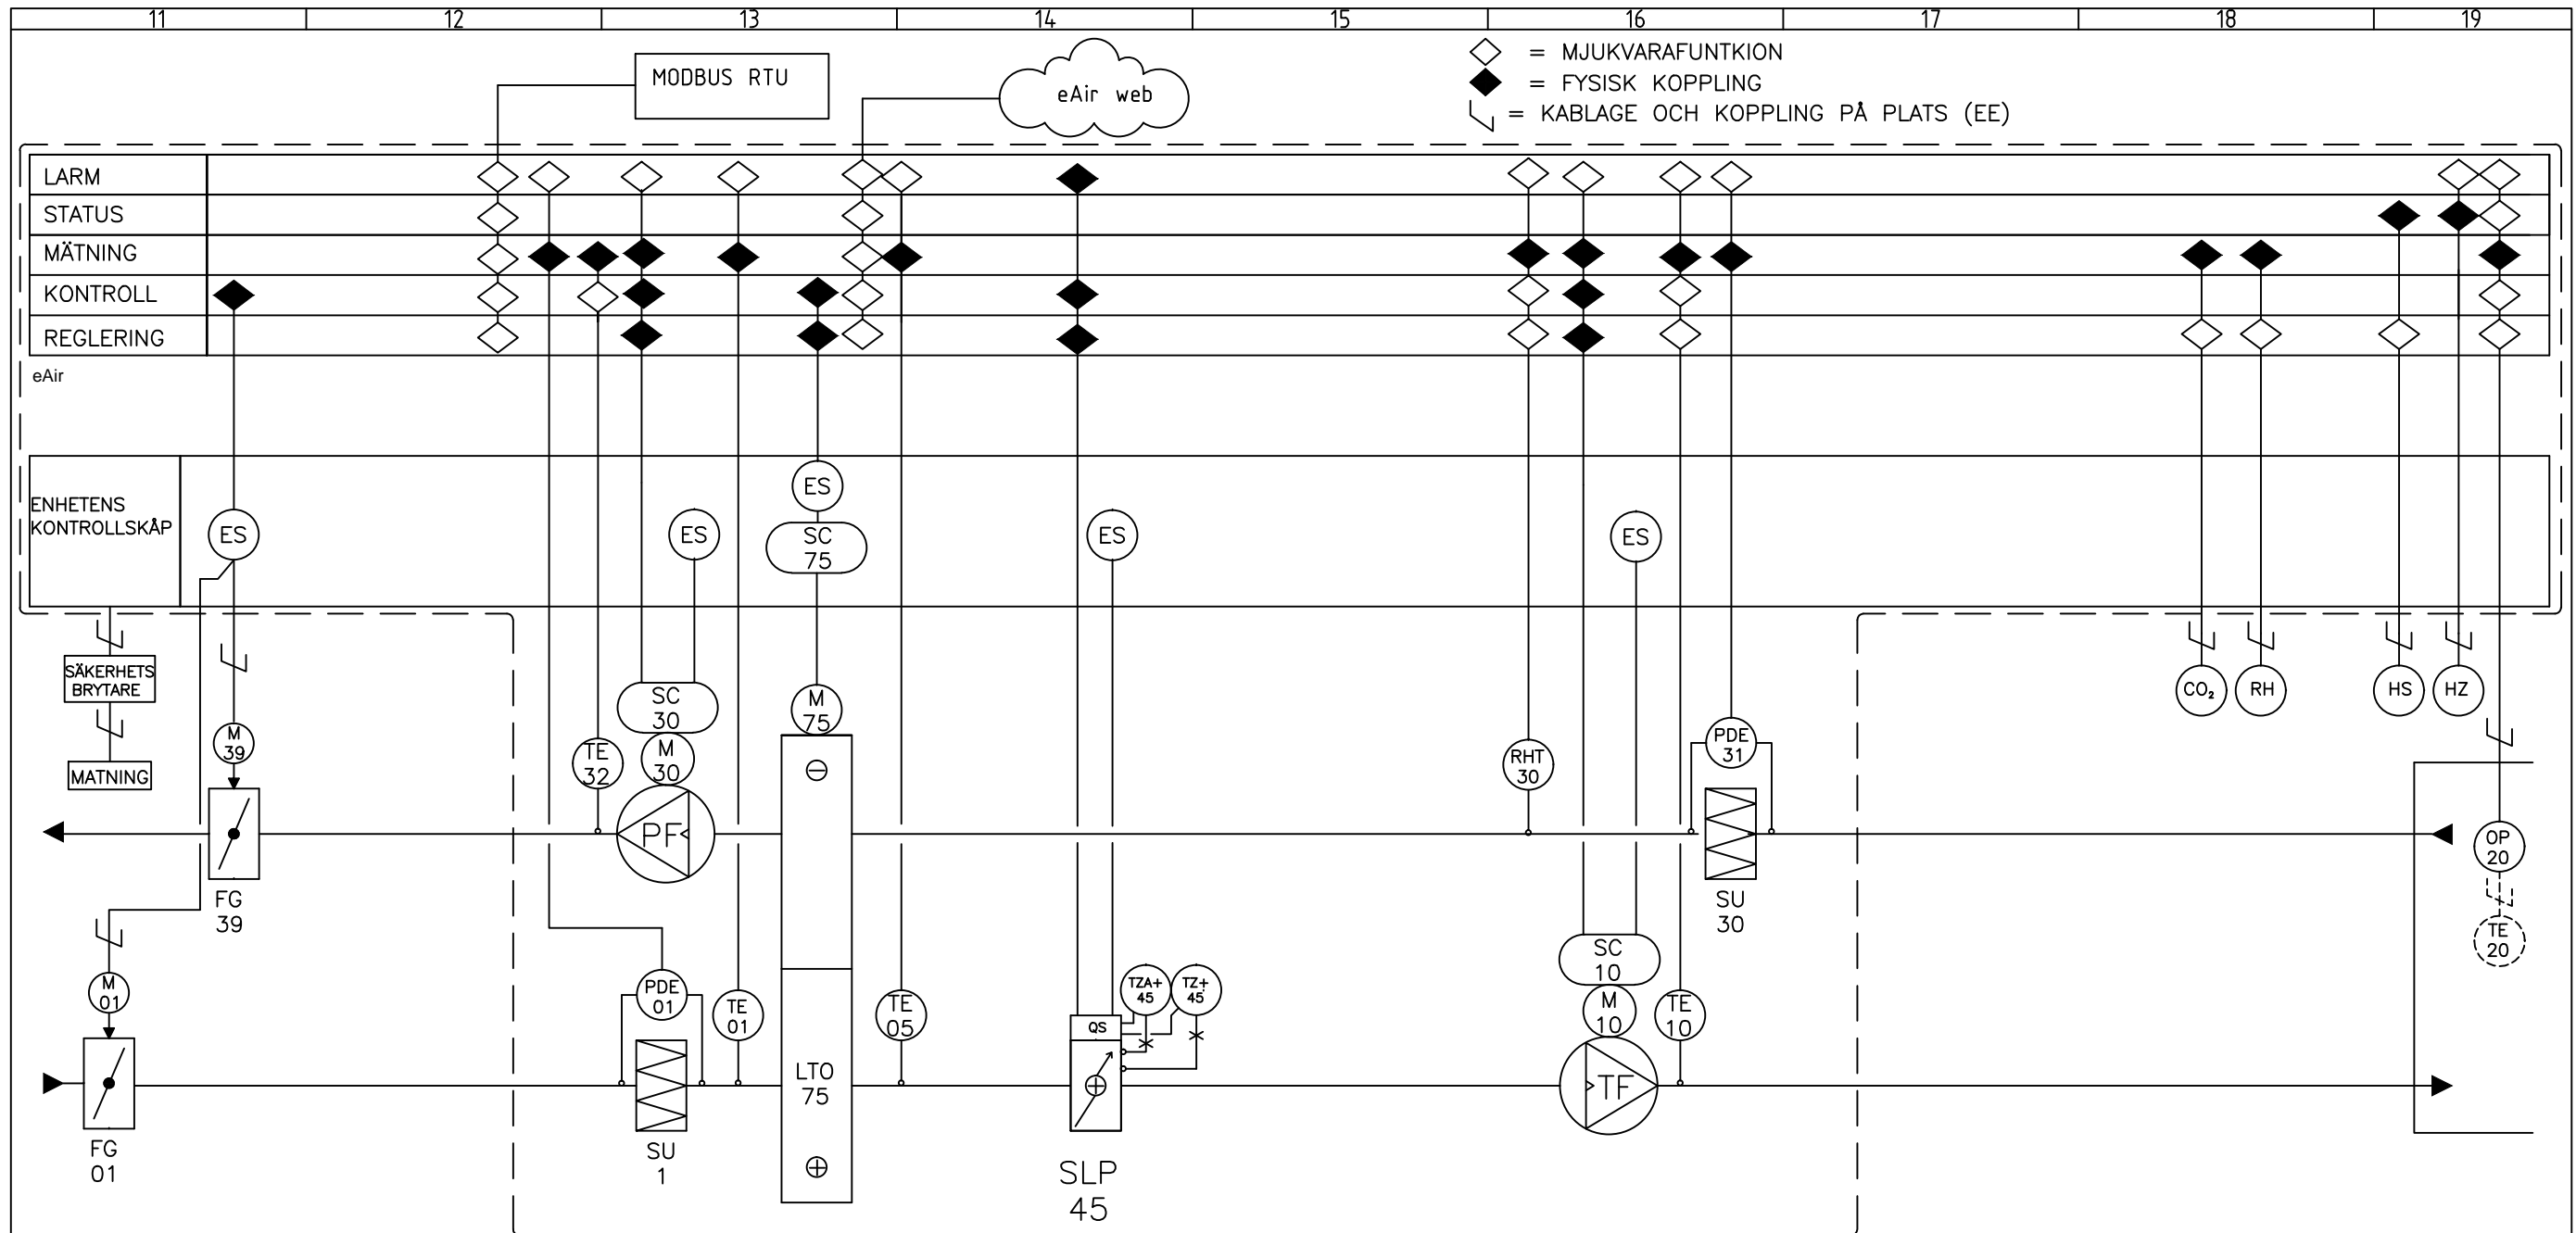 11 12 13 14 15 16 17 18 19
MODBUS RTU
eAir web
= MJUKVARAFUNTKION
= FYSISK KOPPLING
= KABLAGE OCH KOPPLING PÅ PLATS (EE)
LARM
STATUS
MÄTNING
KONTROLL
REGLERING
eAir
ENHETENS
KONTROLLSKÅP
ES
ES
ES
SC
75
ES
ES
SÄKERHETS
BRYTARE
MATNING
M
39
FG
39
M
01
FG
01
TE
32
SC
30
M
30
PF
M
75
PDE
01
SU
1
TE
01
LTO
75
TE
05
QS
TZA+
45
TZ+
45
SLP
45
RHT
30
PDE
31
SU
30
SC
10
M
10
TF
TE
10
CO₂
RH
HS
HZ
OP
20
TE
20